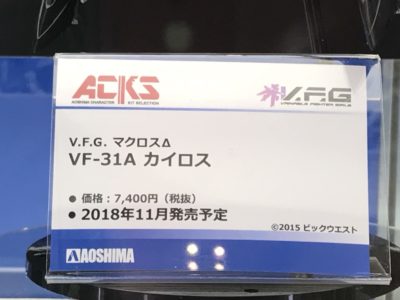 ACKS
AOSHIMA CHARACTER KIT SELECTION
V.F.G
VARIABLE FIGHTER GIRLS
V.F.G. マクロスΔ
VF-31A カイロス
● 価格：7,400円（税抜）
● 2018年11月発売予定
©2015 ビックウエスト
AOSHIMA